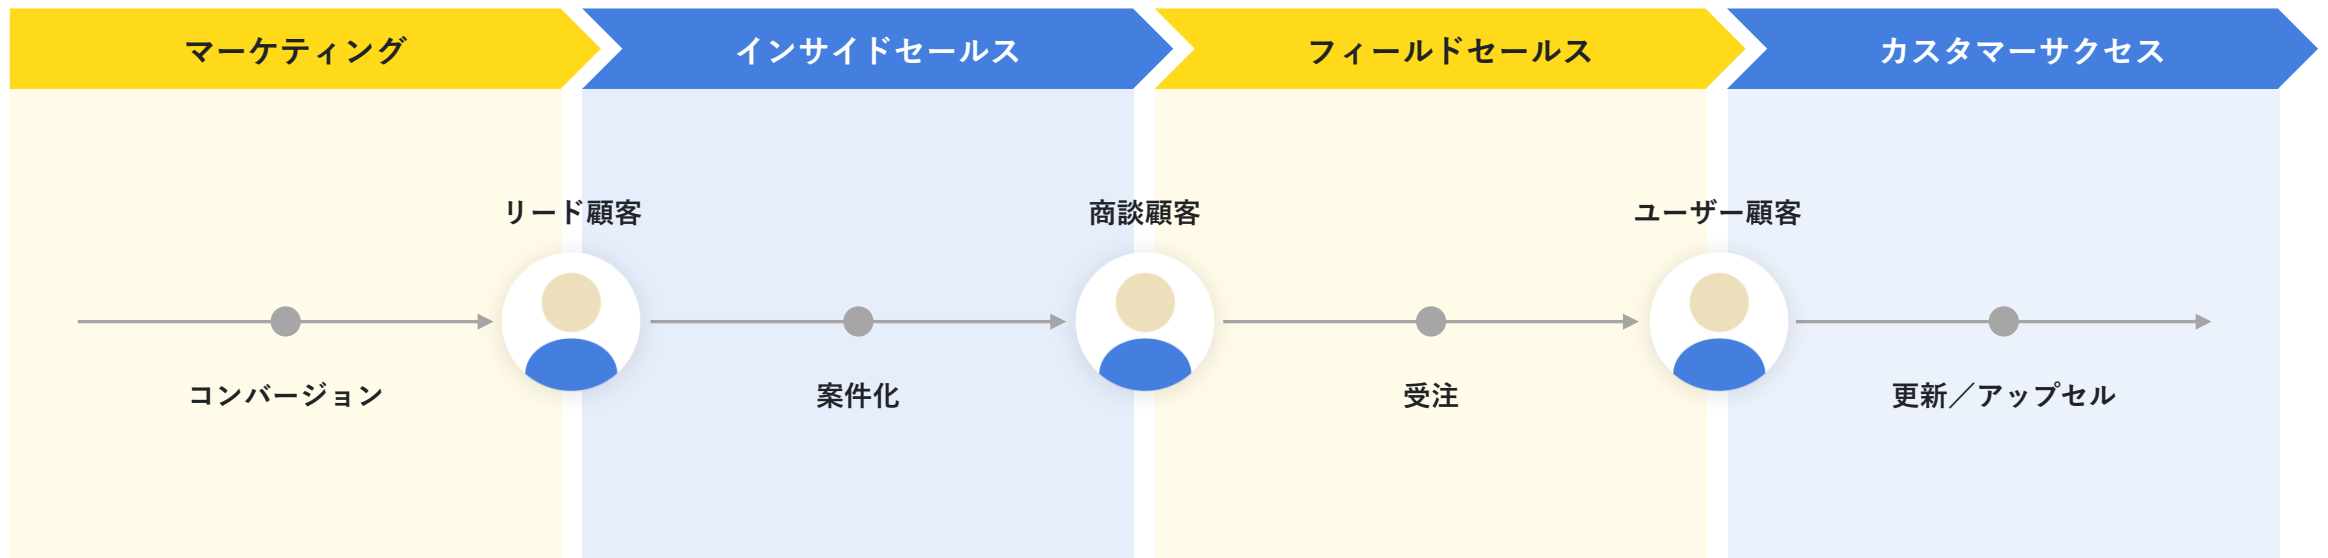 マーケティング
インサイドセールス
フィールドセールス
カスタマーサクセス
リード顧客
商談顧客
ユーザー顧客
コンバージョン
案件化
受注
更新／アップセル